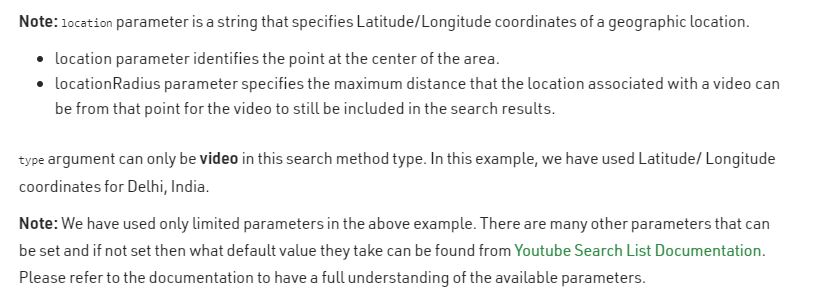 Note: location parameter is a string that specifies Latitude/Longitude coordinates of a geographic location.
• location parameter identifies the point at the center of the area.
• locationRadius parameter specifies the maximum distance that the location associated with a video can
be from that point for the video to still be included in the search results.
type argument can only be video in this search method type. In this example, we have used Latitude/ Longitude
coordinates for Delhi, India.
Note: We have used only limited parameters in the above example. There are many other parameters that can
be set and if not set then what default value they take can be found from Youtube Search List Documentation.
Please refer to the documentation to have a full understanding of the available parameters.